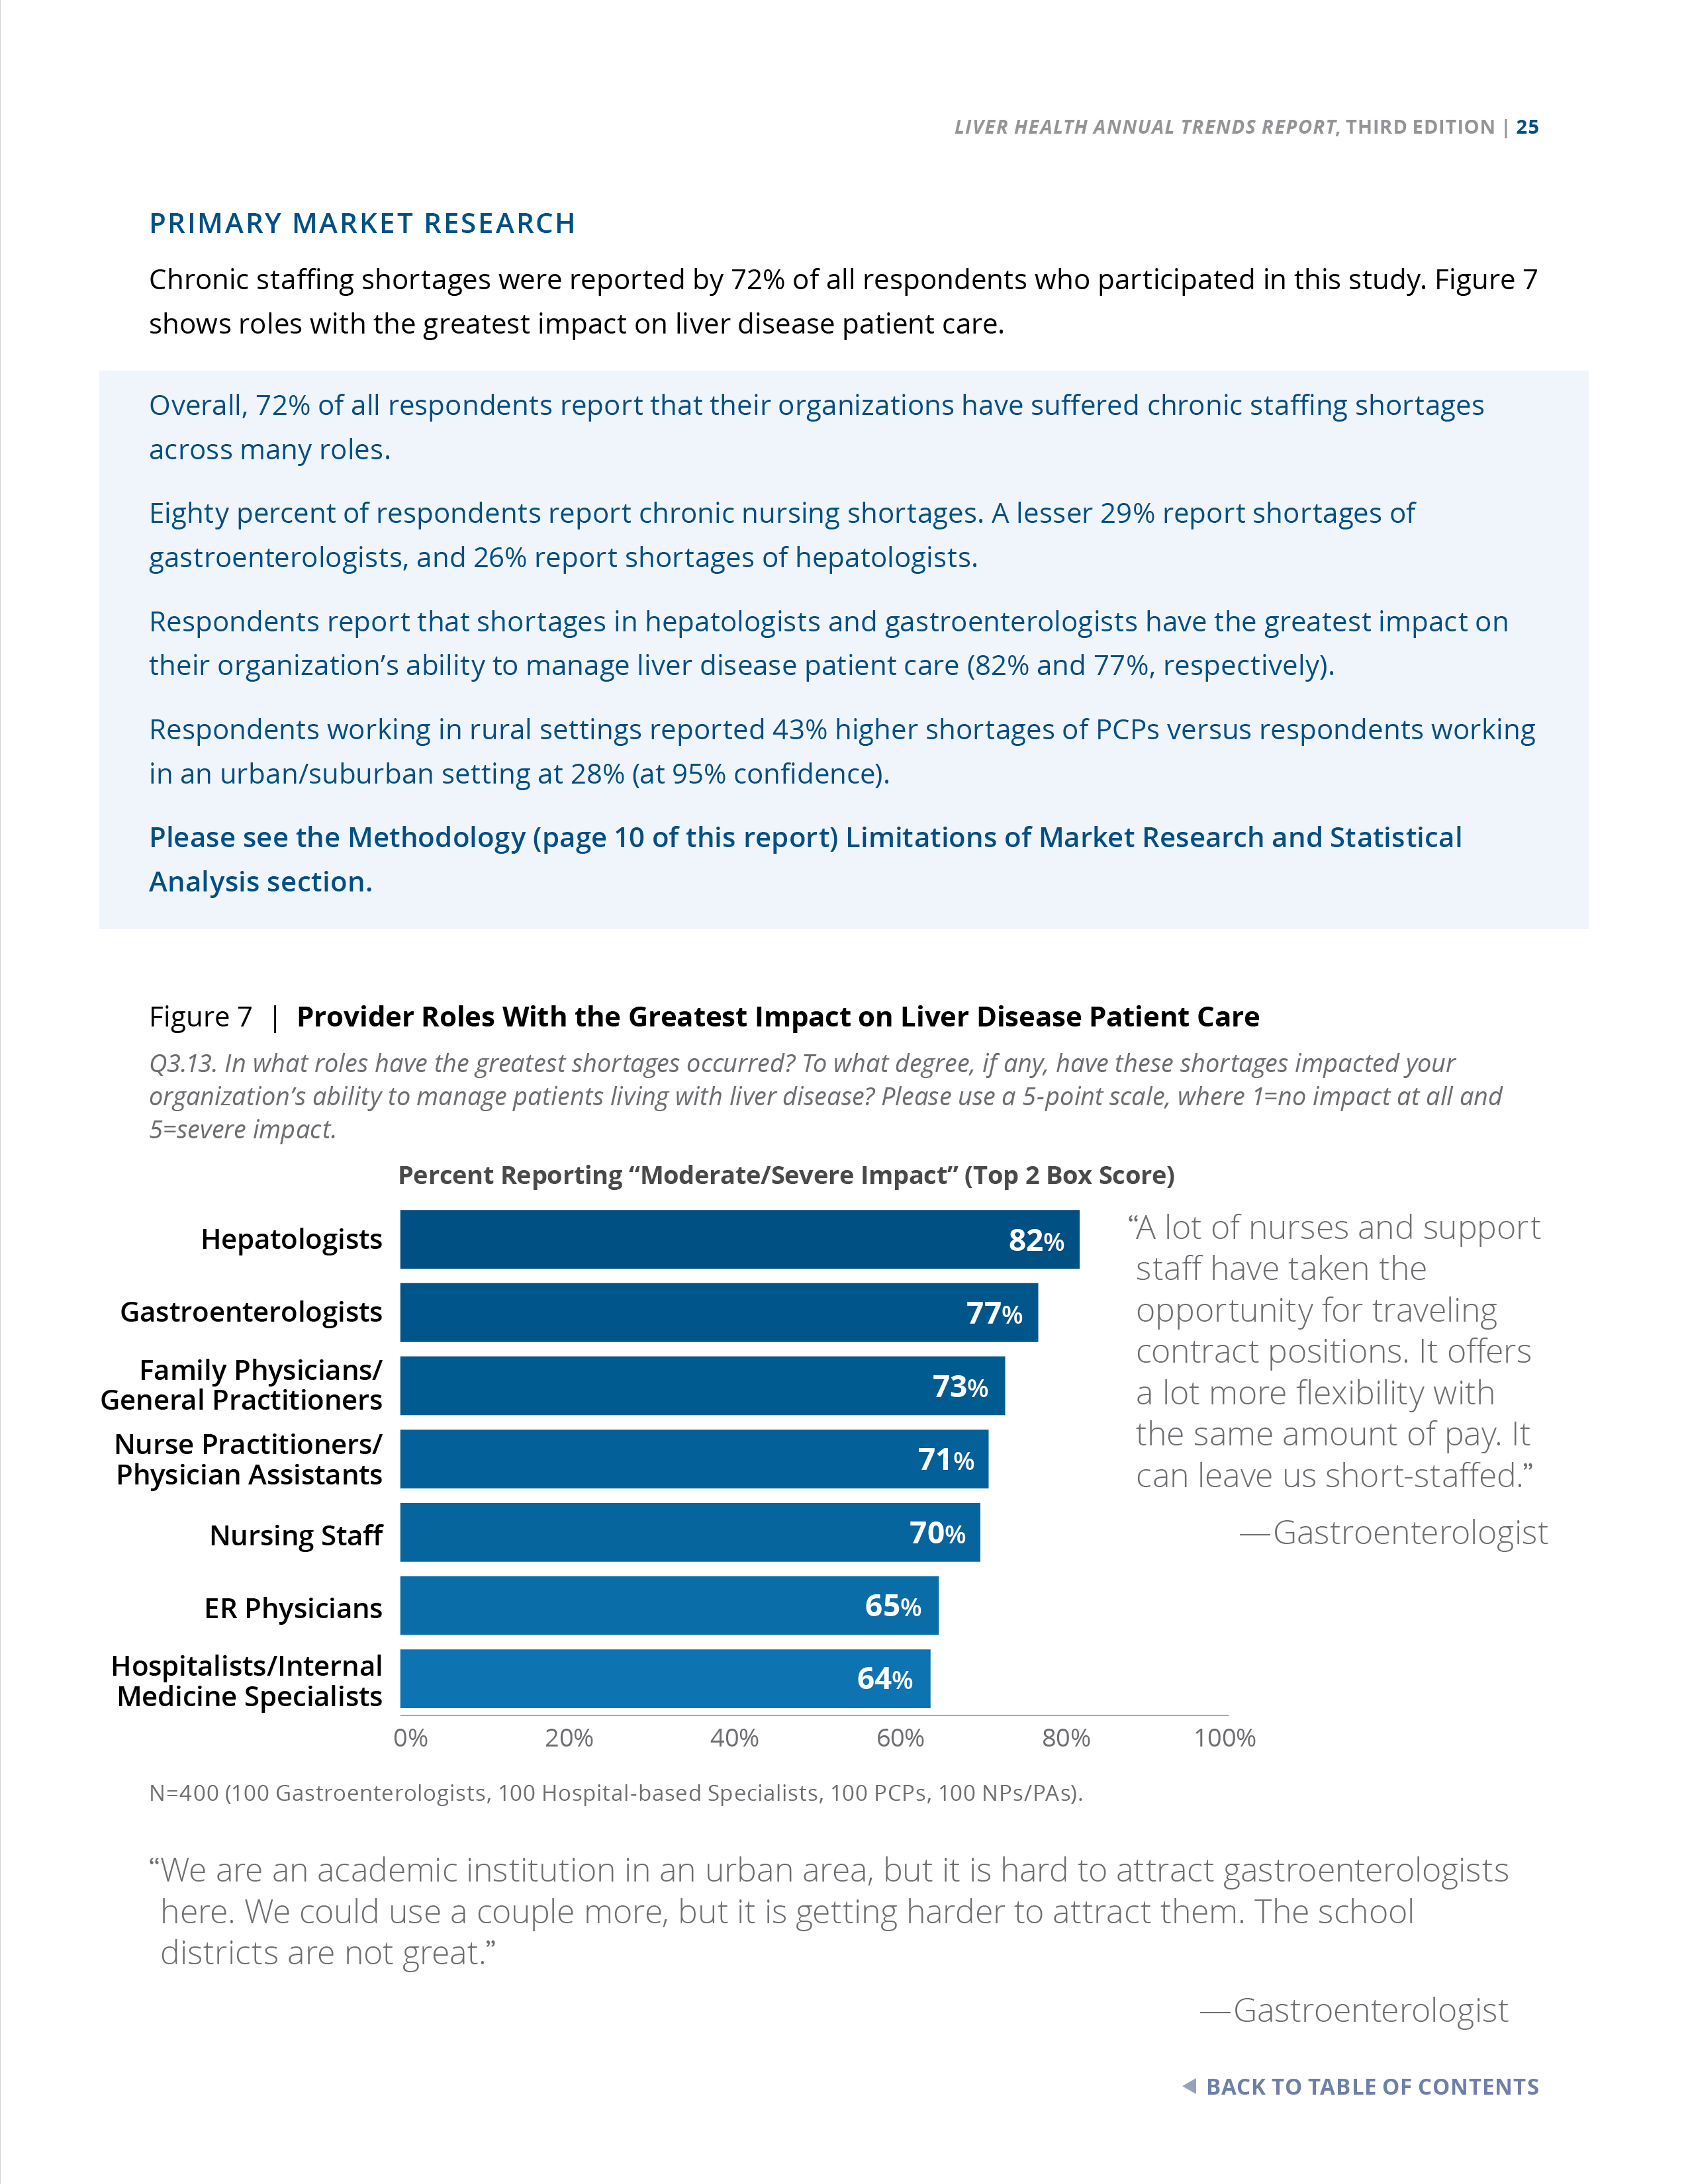 LIVER HEALTH ANNUAL TRENDS REPORT, THIRD EDITION | 25
PRIMARY MARKET RESEARCH
Chronic staffing shortages were reported by 72% of all respondents who participated in this study. Figure 7
shows roles with the greatest impact on liver disease patient care.
Overall, 72% of all respondents report that their organizations have suffered chronic staffing shortages
across many roles.
Eighty percent of respondents report chronic nursing shortages. A lesser 29% report shortages of
gastroenterologists, and 26% report shortages of hepatologists.
Respondents report that shortages in hepatologists and gastroenterologists have the greatest impact on
their organization’s ability to manage liver disease patient care (82% and 77%, respectively).
Respondents working in rural settings reported 43% higher shortages of PCPs versus respondents working
in an urban/suburban setting at 28% (at 95% confidence).
Please see the Methodology (page 10 of this report) Limitations of Market Research and Statistical
Analysis section.
Figure 7 | Provider Roles With the Greatest Impact on Liver Disease Patient Care
Q3.13. In what roles have the greatest shortages occurred? To what degree, if any, have these shortages impacted your
organization’s ability to manage patients living with liver disease? Please use a 5-point scale, where 1=no impact at all and
5=severe impact.
Percent Reporting “Moderate/Severe Impact” (Top 2 Box Score)
Hepatologists 82%
Gastroenterologists 77%
Family Physicians/
General Practitioners 73%
Nurse Practitioners/
Physician Assistants 71%
Nursing Staff 70%
ER Physicians 65%
Hospitalists/Internal
Medicine Specialists 64%
0% 20% 40% 60% 80% 100%
“A lot of nurses and support
staff have taken the
opportunity for traveling
contract positions. It offers
a lot more flexibility with
the same amount of pay. It
can leave us short-staffed.”
—Gastroenterologist
N=400 (100 Gastroenterologists, 100 Hospital-based Specialists, 100 PCPs, 100 NPs/PAs).
“We are an academic institution in an urban area, but it is hard to attract gastroenterologists
here. We could use a couple more, but it is getting harder to attract them. The school
districts are not great.”
—Gastroenterologist
BACK TO TABLE OF CONTENTS